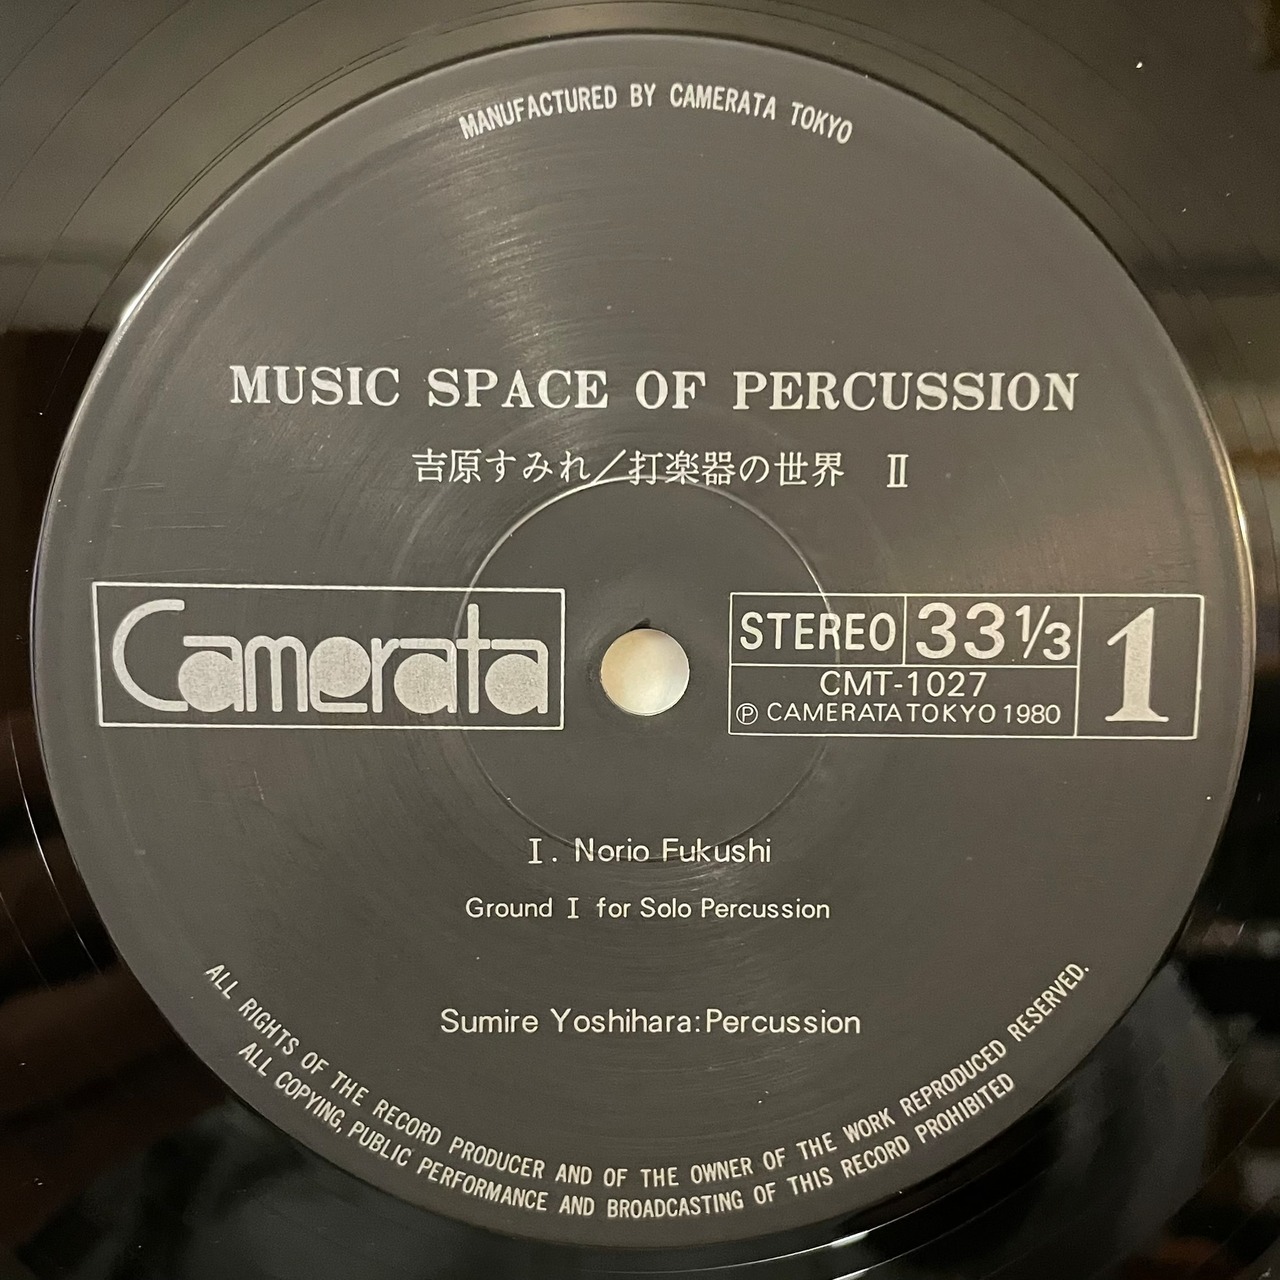 MANUFACTURED BY CAMERATA TOKYO
MUSIC SPACE OF PERCUSSION
吉原すみれ／打楽器の世界 Ⅱ
Camerata
STEREO 33 1/3 1
CMT-1027
Ⓟ CAMERATA TOKYO 1980
Ⅰ. Norio Fukushi
Ground Ⅰ for Solo Percussion
Sumire Yoshihara:Percussion
ALL RIGHTS OF THE RECORD PRODUCER AND OF THE OWNER OF THE WORK REPRODUCED RESERVED.
ALL COPYING, PUBLIC PERFORMANCE AND BROADCASTING OF THIS RECORD PROHIBITED